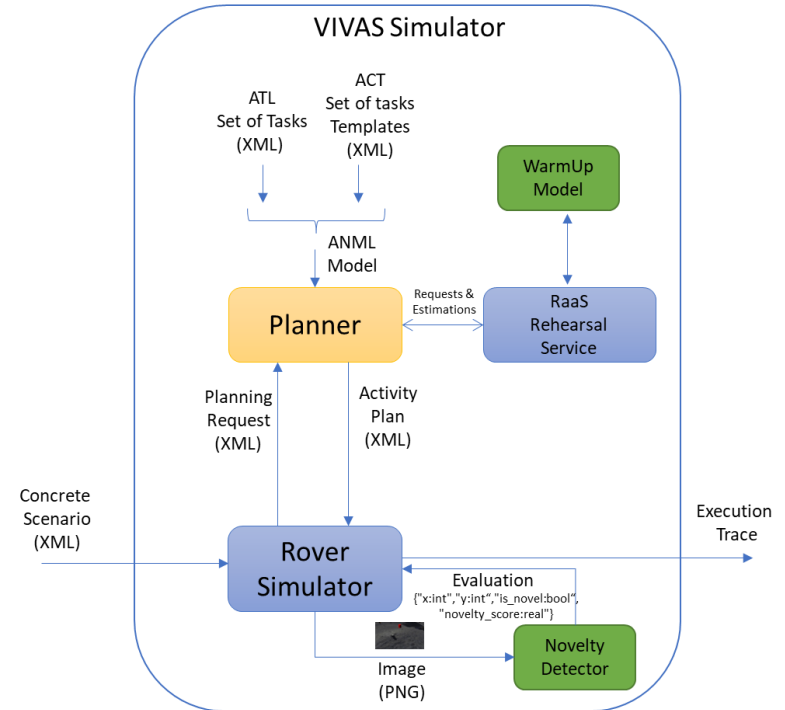 VIVAS Simulator
ATL
Set of Tasks
(XML)
ACT
Set of tasks
Templates
(XML)
WarmUp
Model
ANML
Model
Planner
Requests &
Estimations
RaaS
Rehearsal
Service
Planning
Request
(XML)
Activity
Plan
(XML)
Concrete
Scenario
(XML)
Rover
Simulator
Execution
Trace
Evaluation
{"x:int","y:int“,"is_novel:bool“,
"novelty_score:real"}
Image
(PNG)
Novelty
Detector